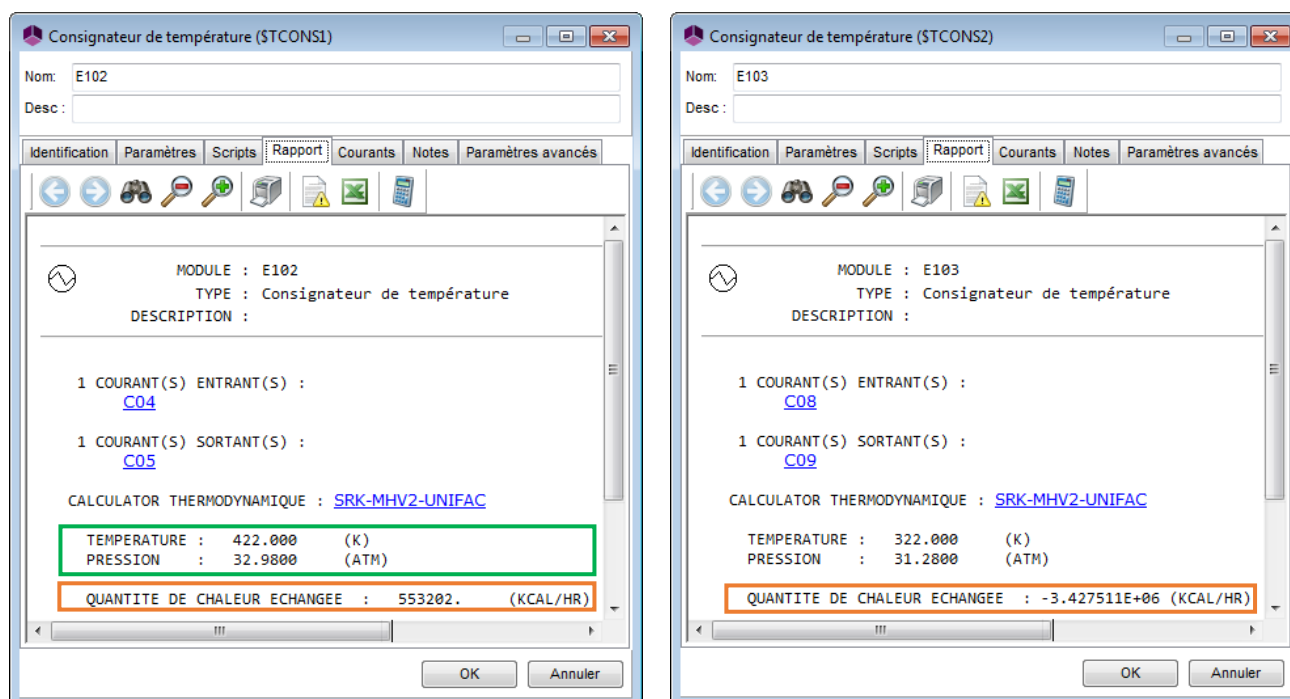 Consignateur de température ($TCONS1)
Nom: E102
Desc :
Identification Paramètres Scripts Rapport Courants Notes Paramètres avancés
MODULE : E102
TYPE : Consignateur de température
DESCRIPTION :
1 COURANT(S) ENTRANT(S) :
C04
1 COURANT(S) SORTANT(S) :
C05
CALCULATOR THERMODYNAMIQUE : SRK-MHV2-UNIFAC
TEMPERATURE : 422.000 (K)
PRESSION : 32.9800 (ATM)
QUANTITE DE CHALEUR ECHANGEE : 553202. (KCAL/HR)
OK Annuler
Consignateur de température ($TCONS2)
Nom: E103
Desc :
Identification Paramètres Scripts Rapport Courants Notes Paramètres avancés
MODULE : E103
TYPE : Consignateur de température
DESCRIPTION :
1 COURANT(S) ENTRANT(S) :
C08
1 COURANT(S) SORTANT(S) :
C09
CALCULATOR THERMODYNAMIQUE : SRK-MHV2-UNIFAC
TEMPERATURE : 322.000 (K)
PRESSION : 31.2800 (ATM)
QUANTITE DE CHALEUR ECHANGEE : -3.427511E+06 (KCAL/HR)
OK Annuler